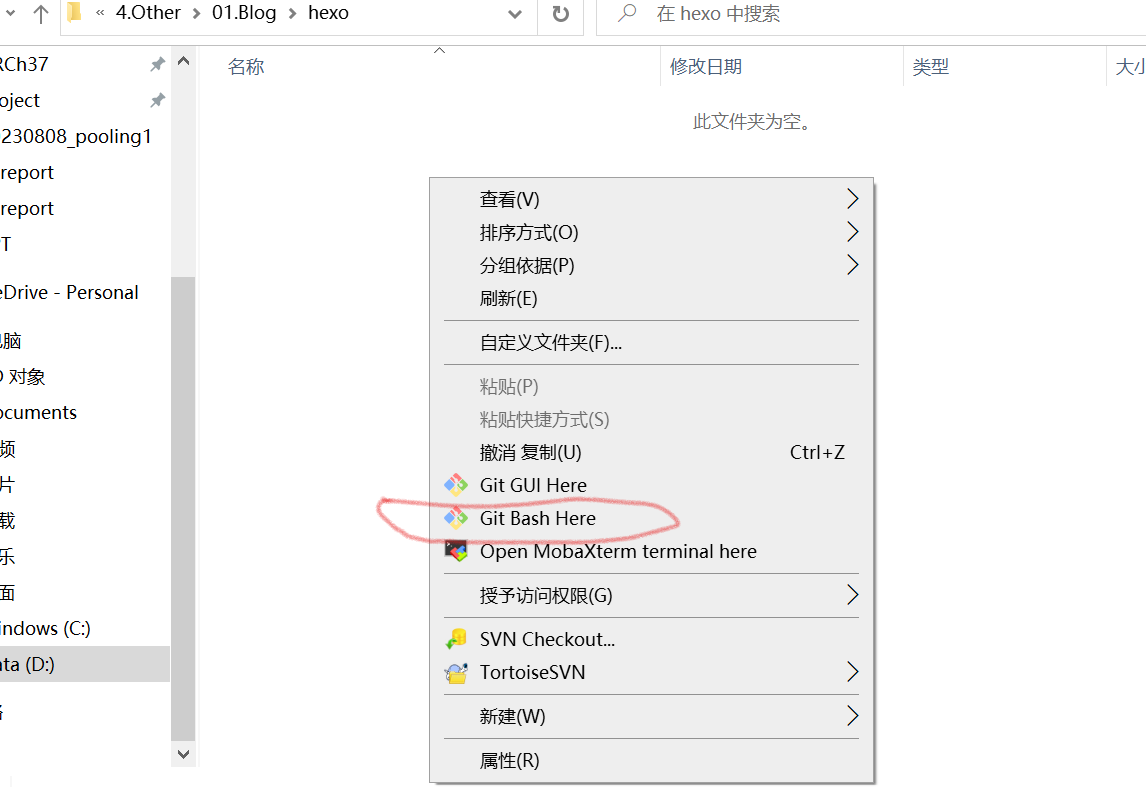 4.Other > 01.Blog > hexo
在 hexo 中搜索
RCh37
oject
230808_pooling1
report
report
T
eDrive - Personal
脑
对象
ocuments
频
片
载
乐
面
indows (C:)
ata (D:)
名称
修改日期
类型
大小
此文件夹为空。
查看(V)
排序方式(O)
分组依据(P)
刷新(E)
自定义文件夹(F)...
粘贴(P)
粘贴快捷方式(S)
撤消 复制(U) Ctrl+Z
Git GUI Here
Git Bash Here
Open MobaXterm terminal here
授予访问权限(G)
SVN Checkout...
TortoiseSVN
新建(W)
属性(R)